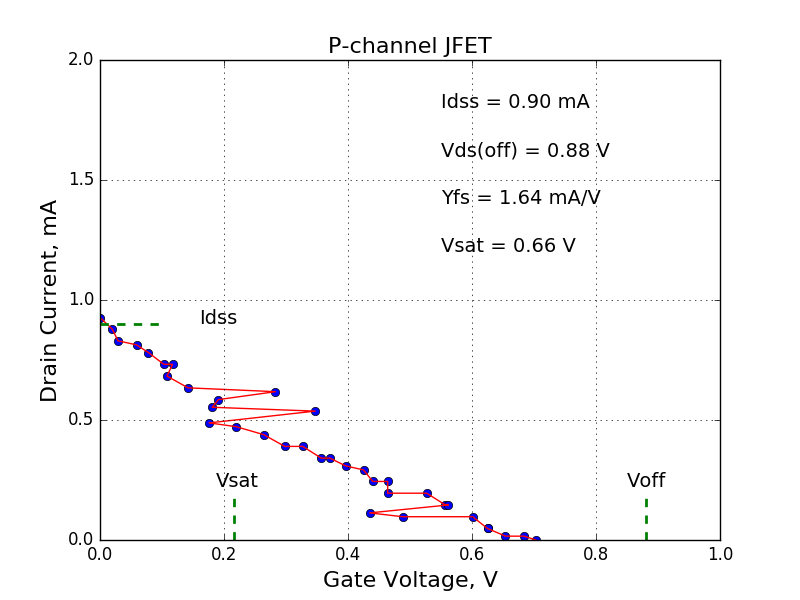 P-channel JFET
Idss = 0.90 mA
Vds(off) = 0.88 V
Yfs = 1.64 mA/V
Vsat = 0.66 V
Idss
Vsat
Voff
2.0
1.5
1.0
0.5
0.0
Drain Current, mA
0.0 0.2 0.4 0.6 0.8 1.0
Gate Voltage, V